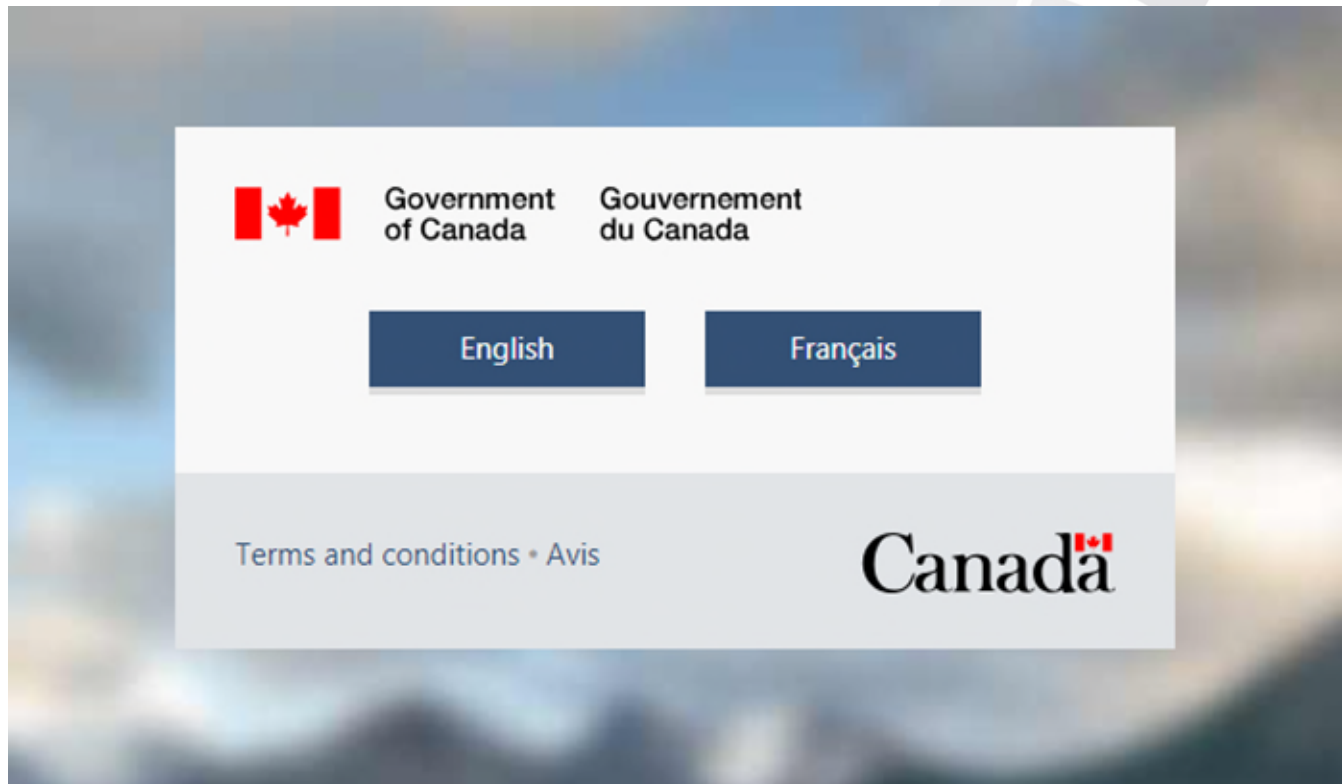 Government
of Canada
Gouvernement
du Canada
English
Français
Terms and conditions • Avis
Canada